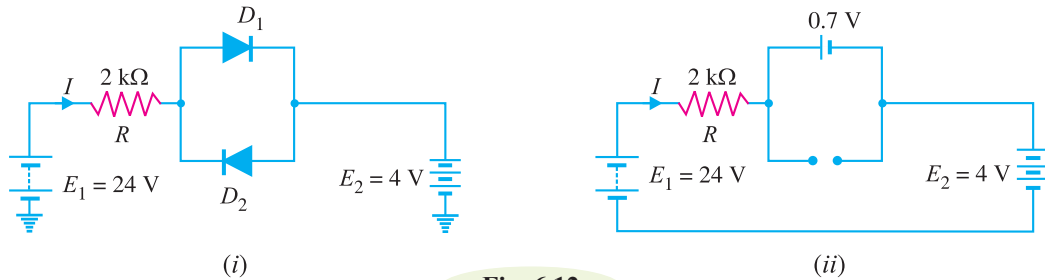 D1
2 kΩ
I
R
D2
E1 = 24 V
E2 = 4 V
(i)
0.7 V
2 kΩ
I
R
E1 = 24 V
E2 = 4 V
(ii)